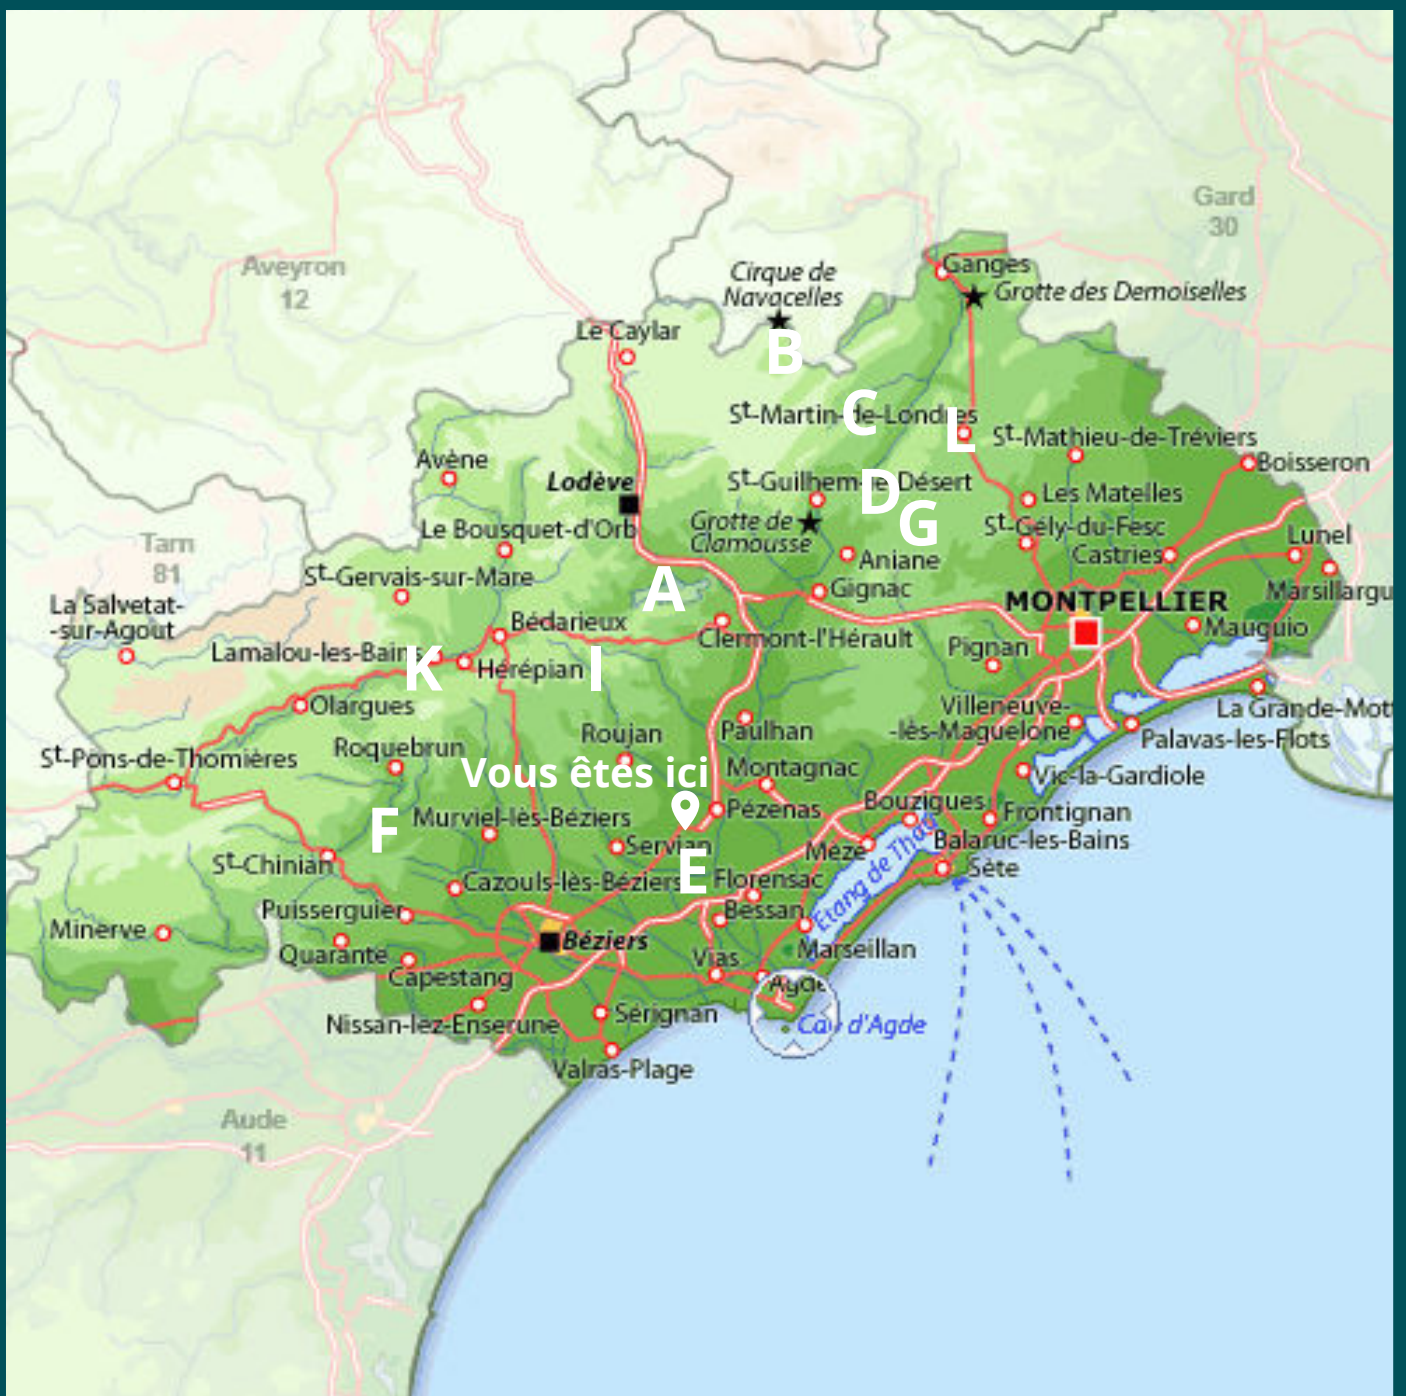 Gard
30
Aveyron
12
Ganges
Cirque de
Navacelles
Grotte des Demoiselles
Le Caylar
B
St-Martin-de-Londres
C
L
St-Mathieu-de-Tréviers
Avène
Boisseron
Lodève
St-Guilhem-le-Désert
D
Les Matelles
Le Bousquet-d'Orb
Grotte de
Clamousse
G
St-Gély-du-Fesc
Lunel
Tarn
81
Castries
Aniane
St-Gervais-sur-Mare
A
Gignac
Marsillargu
La Salvetat-
-sur-Agout
MONTPELLIER
Bédarieux
Clermont-l'Hérault
Mauguio
Pignan
Lamalou-les-Bain
K
Hérépian
I
Olargues
Villeneuve-
-lès-Maguelone
La Grande-Mott
Roujan
Paulhan
Palavas-les-Flots
Roquebrun
St-Pons-de-Thomières
Vous êtes ici
Montagnac
Vic-la-Gardiole
Bouzigues
F
Murviel-lès-Béziers
Pézenas
Frontignan
Servian
Balaruc-les-Bains
Mèze
St-Chinian
E
Sète
Cazouls-lès-Béziers
Florensac
Etang de Thau
Puisserguier
Bessan
Minerve
Béziers
Marseillan
Quarante
Vias
Capestang
Agde
Sérignan
Nissan-lez-Enserune
Cap d'Agde
Valras-Plage
Aude
11